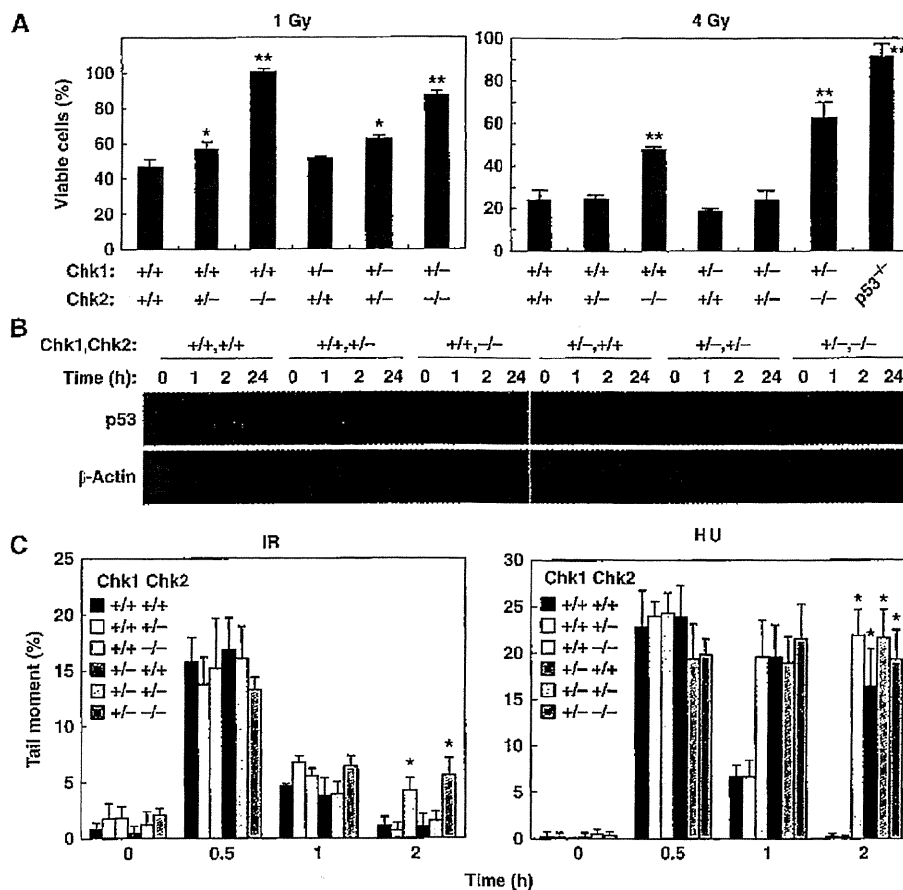 A
1 Gy
4 Gy
Viable cells (%)
100
80
60
40
20
0
* ** * **
100
80
60
40
20
0
** ** **
Chk1: +/+ +/+ +/+ +/– +/– +/– +/+ +/+ +/+ +/– +/– +/–
Chk2: +/+ +/– –/– +/+ +/– –/– +/+ +/– –/– +/+ +/– –/– p53–/–
B
Chk1,Chk2: +/+,+/+ +/+,+/– +/+,–/– +/–,+/+ +/–,+/– +/–,–/–
Time (h): 0 1 2 24 0 1 2 24 0 1 2 24 0 1 2 24 0 1 2 24 0 1 2 24
p53
β-Actin
C
IR
HU
Tail moment (%)
25
20
15
10
5
0
Chk1 Chk2
+/+ +/+
+/+ +/–
+/+ –/–
+/– +/+
+/– +/–
+/– –/–
* *
0 0.5 1 2
30
25
20
15
10
5
0
Chk1 Chk2
+/+ +/+
+/+ +/–
+/+ –/–
+/– +/+
+/– +/–
+/– –/–
* * * *
0 0.5 1 2
Time (h)